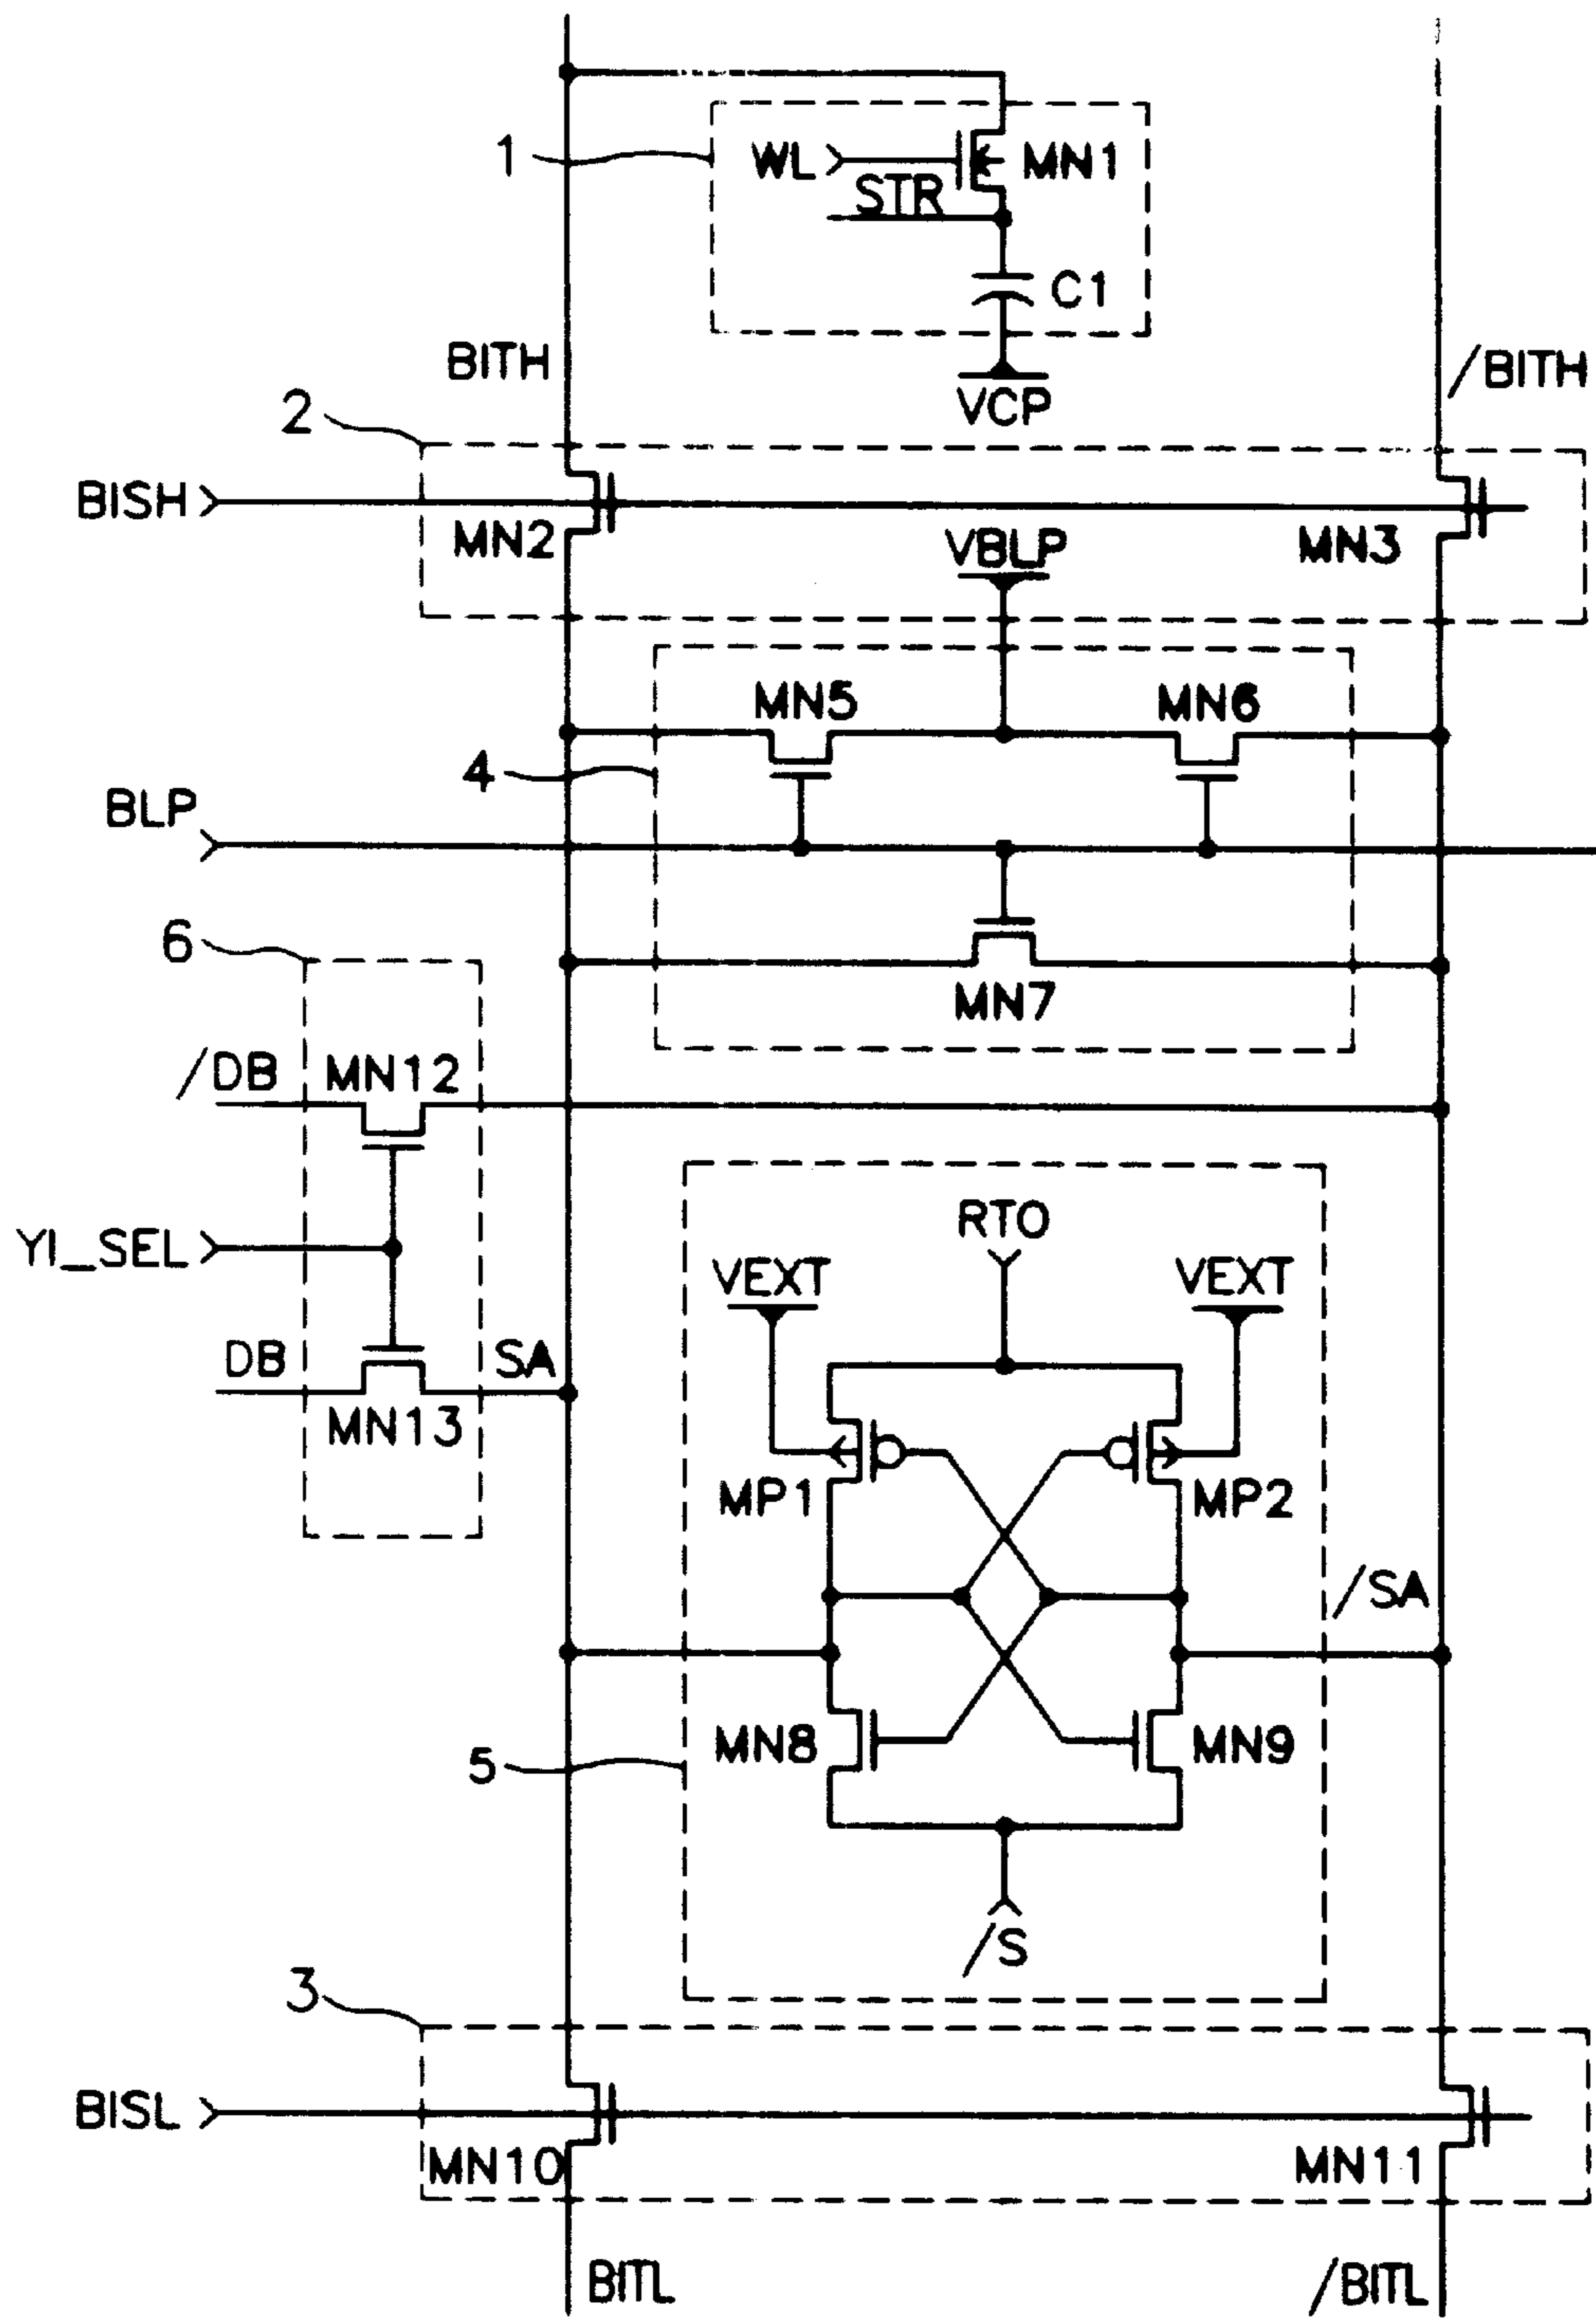 1
WL
MN1
STR
C1
BITH
/BITH
VCP
2
BISH
MN2
VBLP
MN3
MN5
MN6
4
BLP
6
MN7
/DB
MN12
RTO
YI_SEL
VEXT
VEXT
DB
SA
MN13
MP1
MP2
/SA
MN8
MN9
5
/S
3
BISL
MN10
MN11
BITL
/BITL